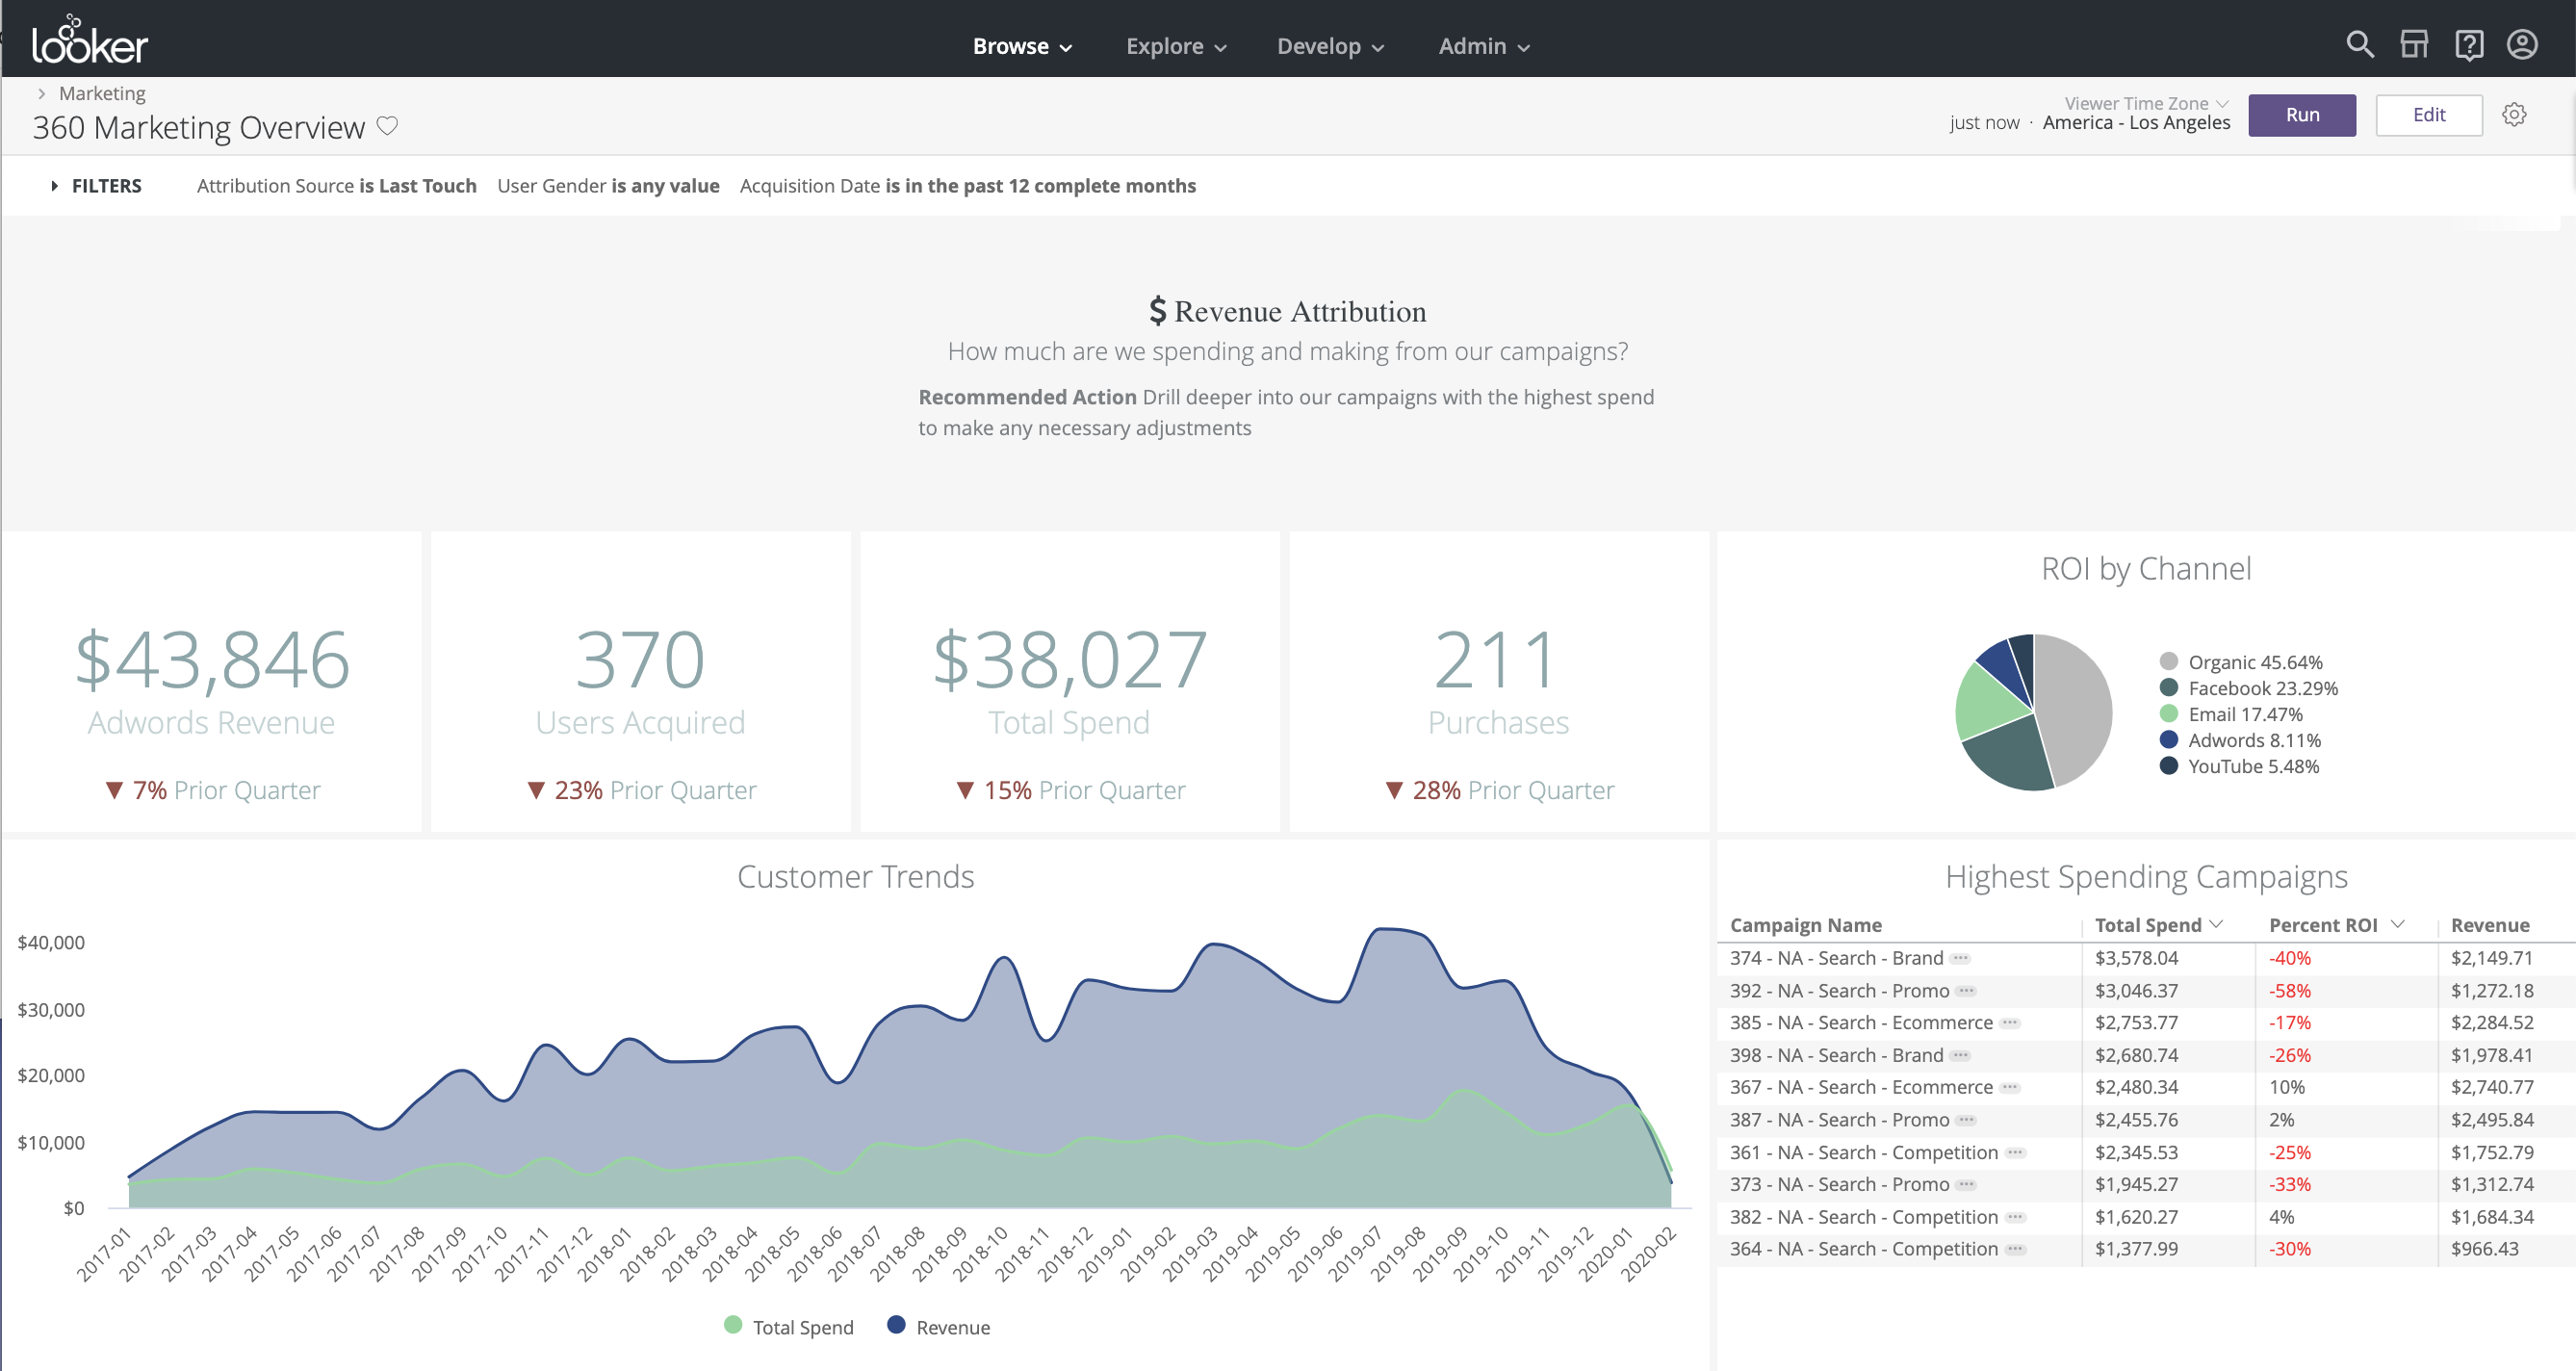 looker
Browse Explore Develop Admin
Marketing
360 Marketing Overview
Viewer Time Zone
just now · America - Los Angeles
Run
Edit
FILTERS Attribution Source is Last Touch User Gender is any value Acquisition Date is in the past 12 complete months
$ Revenue Attribution
How much are we spending and making from our campaigns?
Recommended Action Drill deeper into our campaigns with the highest spend
to make any necessary adjustments
$43,846
Adwords Revenue
▼ 7% Prior Quarter
370
Users Acquired
▼ 23% Prior Quarter
$38,027
Total Spend
▼ 15% Prior Quarter
211
Purchases
▼ 28% Prior Quarter
ROI by Channel
Organic 45.64%
Facebook 23.29%
Email 17.47%
Adwords 8.11%
YouTube 5.48%
Customer Trends
$40,000
$30,000
$20,000
$10,000
$0
2017-01 2017-02 2017-03 2017-04 2017-05 2017-06 2017-07 2017-08 2017-09 2017-10 2017-11 2017-12 2018-01 2018-02 2018-03 2018-04 2018-05 2018-06 2018-07 2018-08 2018-09 2018-10 2018-11 2018-12 2019-01 2019-02 2019-03 2019-04 2019-05 2019-06 2019-07 2019-08 2019-09 2019-10 2019-11 2019-12 2020-01 2020-02
Total Spend Revenue
Highest Spending Campaigns
Campaign Name Total Spend Percent ROI Revenue
374 - NA - Search - Brand $3,578.04 -40% $2,149.71
392 - NA - Search - Promo $3,046.37 -58% $1,272.18
385 - NA - Search - Ecommerce $2,753.77 -17% $2,284.52
398 - NA - Search - Brand $2,680.74 -26% $1,978.41
367 - NA - Search - Ecommerce $2,480.34 10% $2,740.77
387 - NA - Search - Promo $2,455.76 2% $2,495.84
361 - NA - Search - Competition $2,345.53 -25% $1,752.79
373 - NA - Search - Promo $1,945.27 -33% $1,312.74
382 - NA - Search - Competition $1,620.27 4% $1,684.34
364 - NA - Search - Competition $1,377.99 -30% $966.43